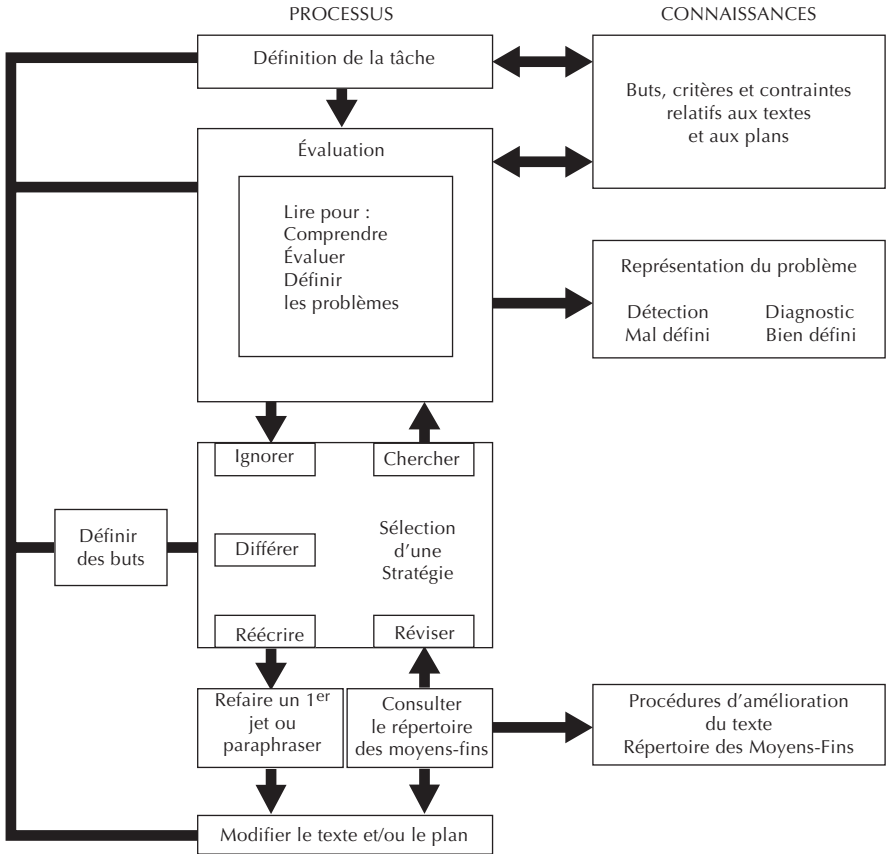 PROCESSUS
CONNAISSANCES
Définition de la tâche
Buts, critères et contraintes
relatifs aux textes
et aux plans
Évaluation
Lire pour :
Comprendre
Évaluer
Définir
les problèmes
Représentation du problème
Détection Diagnostic
Mal défini Bien défini
Ignorer
Chercher
Définir
des buts
Différer
Sélection
d’une
Stratégie
Réécrire
Réviser
Refaire un 1er
jet ou
paraphraser
Consulter
le répertoire
des moyens-fins
Procédures d’amélioration
du texte
Répertoire des Moyens-Fins
Modifier le texte et/ou le plan